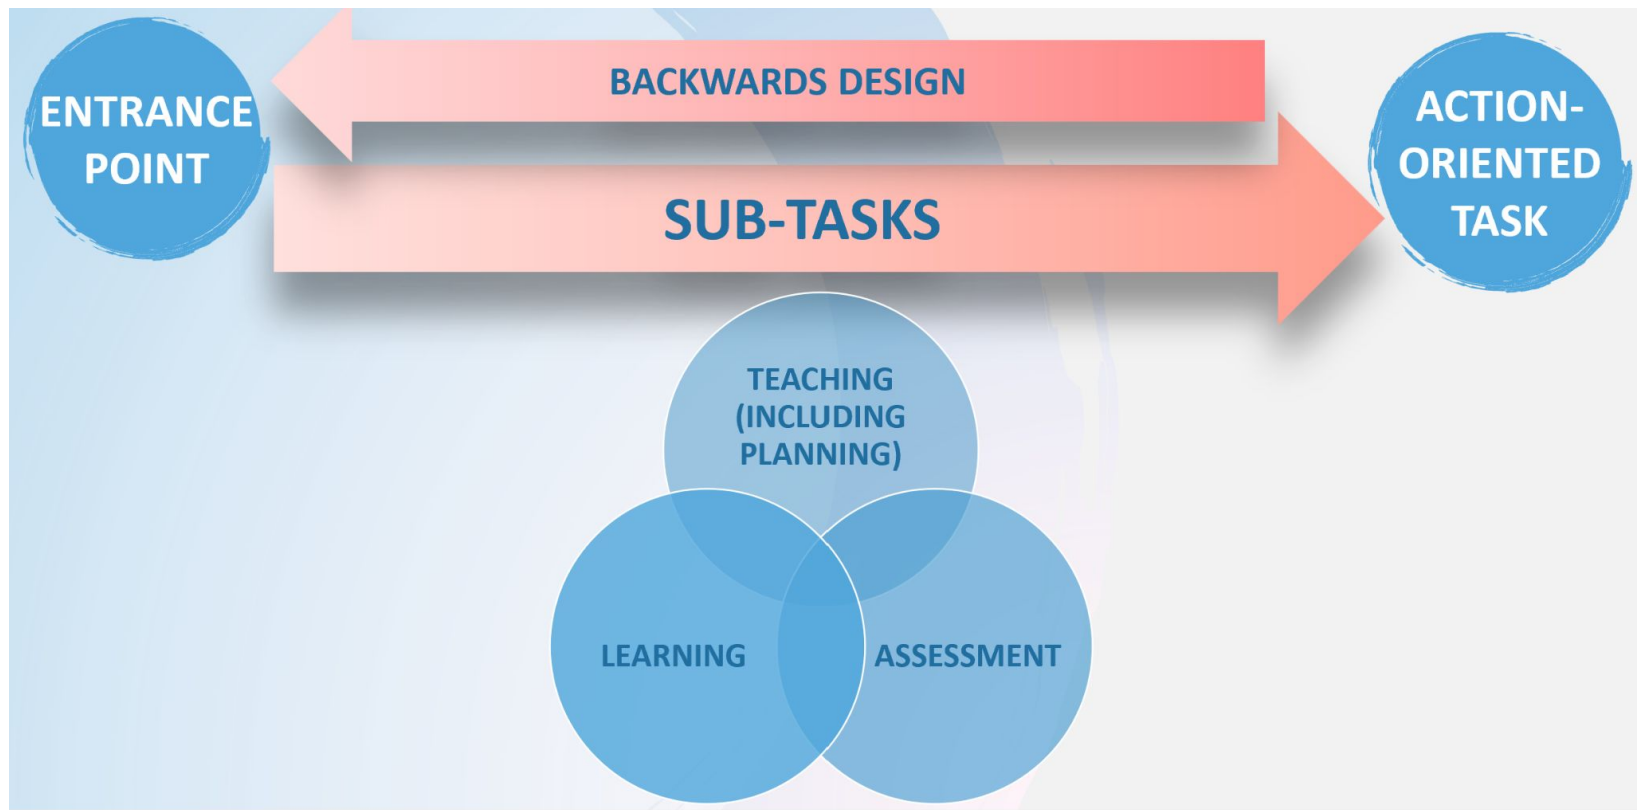 ENTRANCE
POINT
BACKWARDS DESIGN
SUB-TASKS
ACTION-
ORIENTED
TASK
TEACHING
(INCLUDING
PLANNING)
LEARNING
ASSESSMENT